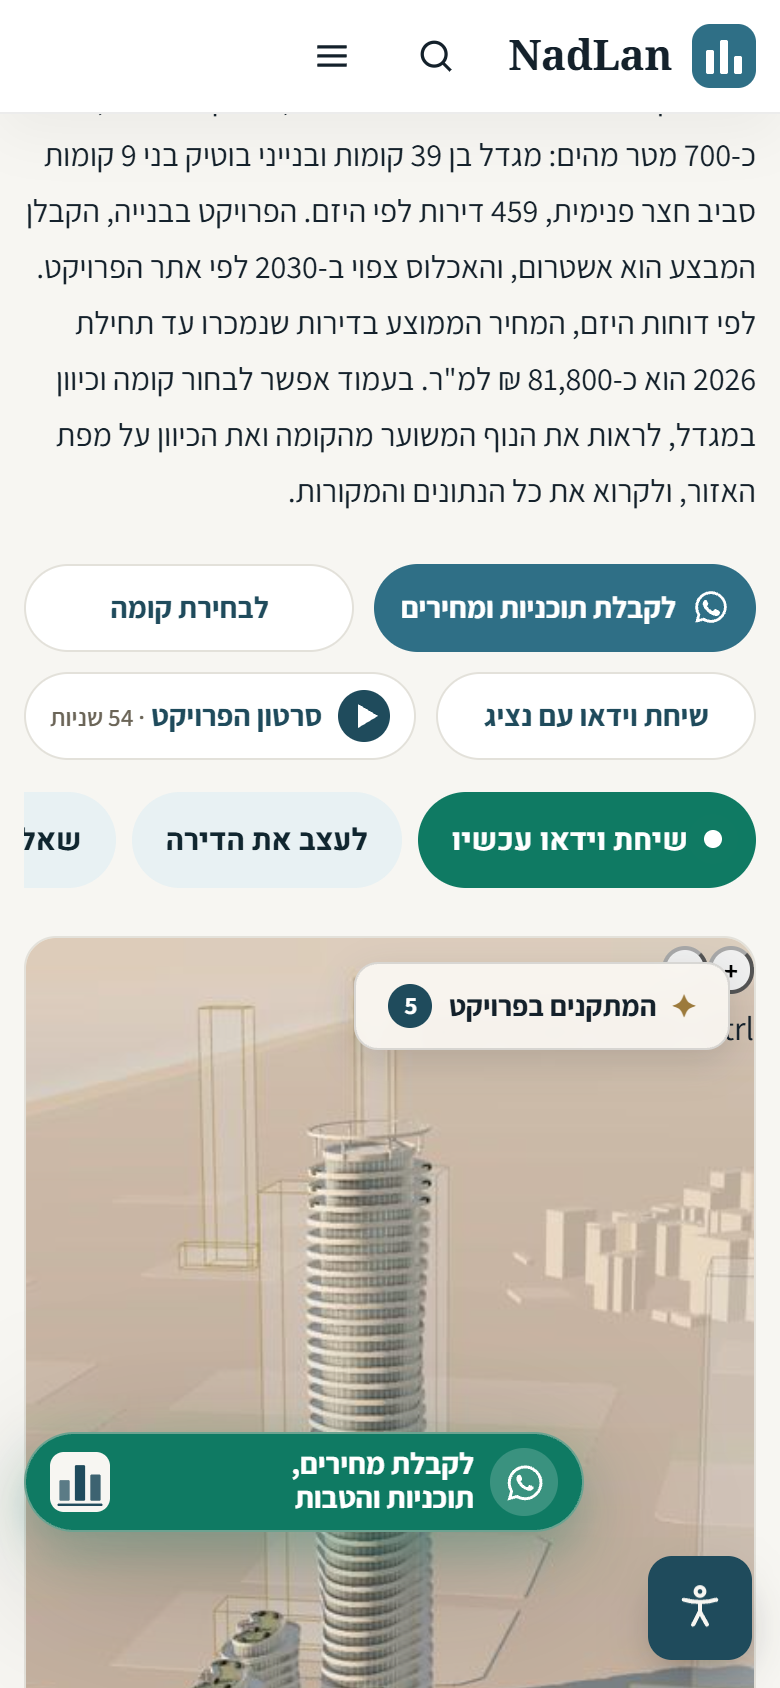 NadLan
כ-700 מטר מהים: מגדל בן 39 קומות ובנייני בוטיק בני 9 קומות
סביב חצר פנימית, 459 דירות לפי היזם. הפרויקט בבנייה, הקבלן
המבצע הוא אשטרום, והאכלוס צפוי ב-2030 לפי אתר הפרויקט.
לפי דוחות היזם, המחיר הממוצע בדירות שנמכרו עד תחילת
2026 הוא כ-81,800 ₪ למ"ר. בעמוד אפשר לבחור קומה וכיוון
במגדל, לראות את הנוף המשוער מהקומה ואת הכיוון על מפת
האזור, ולקרוא את כל הנתונים והמקורות.
לקבלת תוכניות ומחירים
לבחירת קומה
שיחת וידאו עם נציג
סרטון הפרויקט · 54 שניות
שיחת וידאו עכשיו
לעצב את הדירה
שאל
+
המתקנים בפרויקט 5
trl
לקבלת מחירים,
תוכניות והטבות